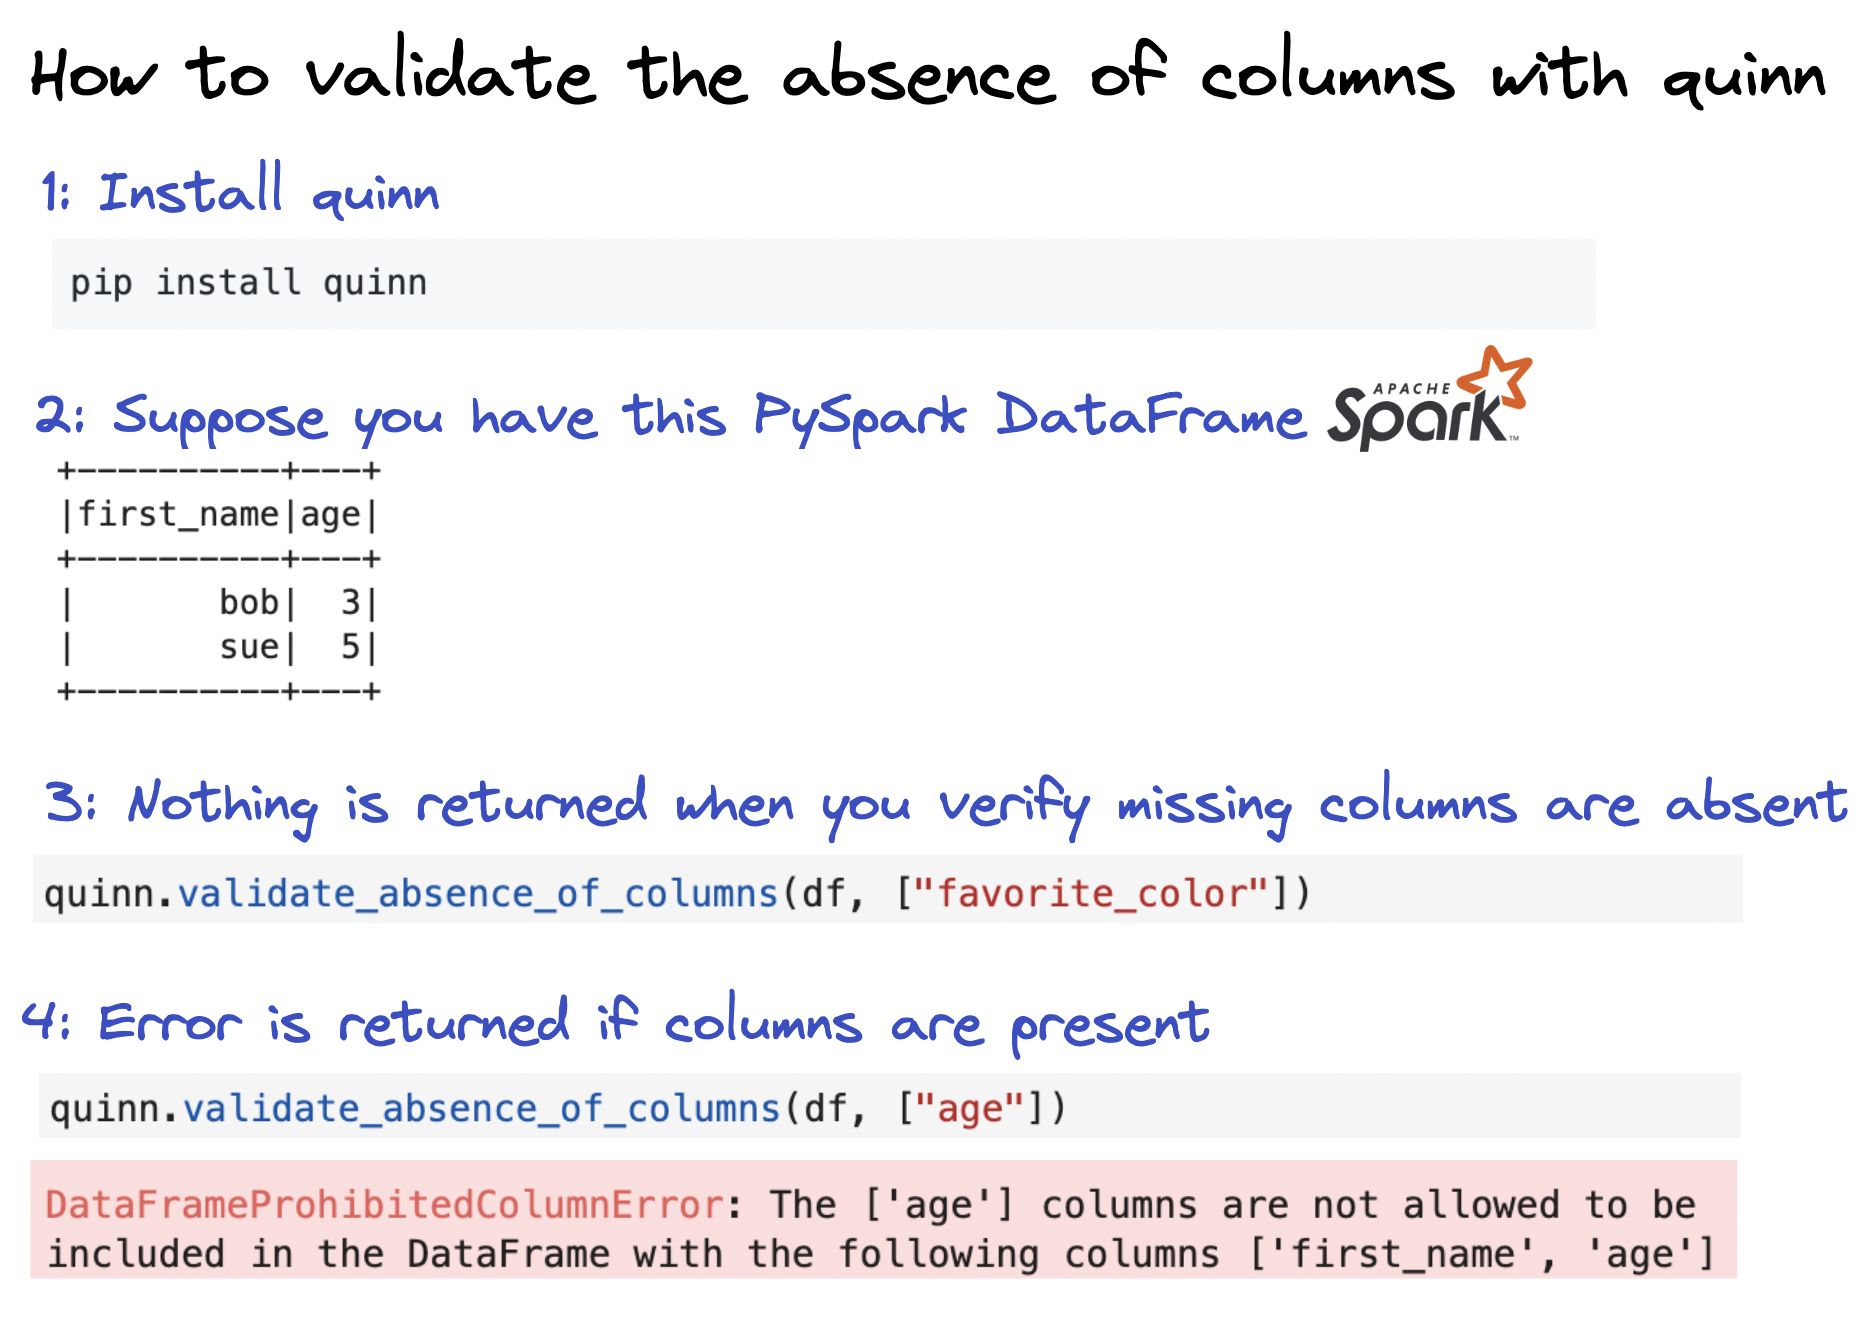 How to validate the absence of columns with quinn
1: Install quinn
pip install quinn
2: Suppose you have this PySpark DataFrame
APACHE
Spark™
+----------+---+
|first_name|age|
+----------+---+
|       bob|  3|
|       sue|  5|
+----------+---+
3: Nothing is returned when you verify missing columns are absent
quinn.validate_absence_of_columns(df, ["favorite_color"])
4: Error is returned if columns are present
quinn.validate_absence_of_columns(df, ["age"])
DataFrameProhibitedColumnError: The ['age'] columns are not allowed to be
included in the DataFrame with the following columns ['first_name', 'age']